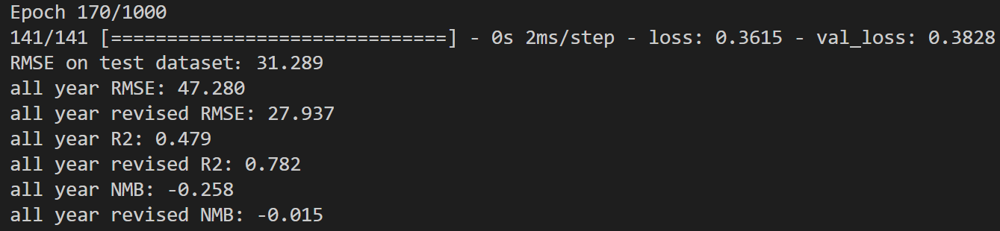 Epoch 170/1000
141/141 [==============================] - 0s 2ms/step - loss: 0.3615 - val_loss: 0.3828
RMSE on test dataset: 31.289
all year RMSE: 47.280
all year revised RMSE: 27.937
all year R2: 0.479
all year revised R2: 0.782
all year NMB: -0.258
all year revised NMB: -0.015